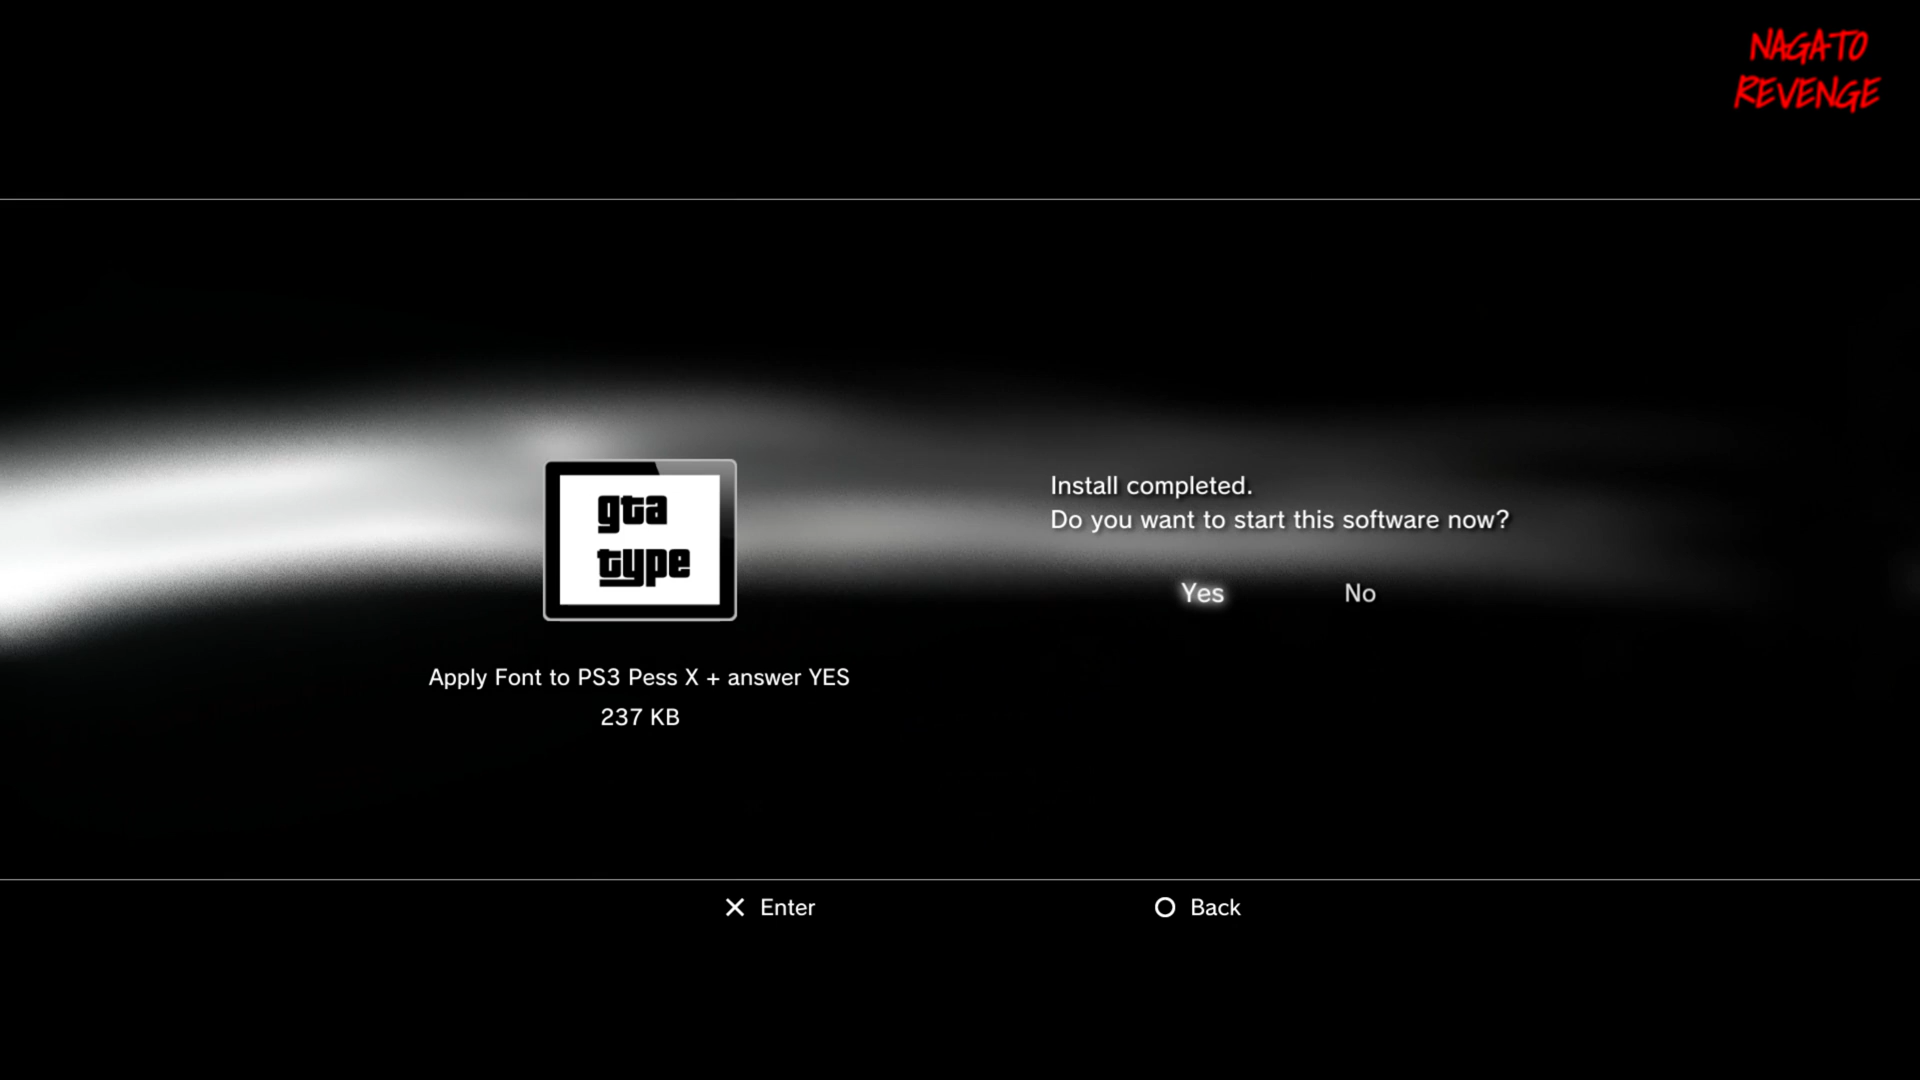 NAGATO
REVENGE
gta
type
Install completed.
Do you want to start this software now?
Yes
No
Apply Font to PS3 Pess X + answer YES
237 KB
Enter
Back